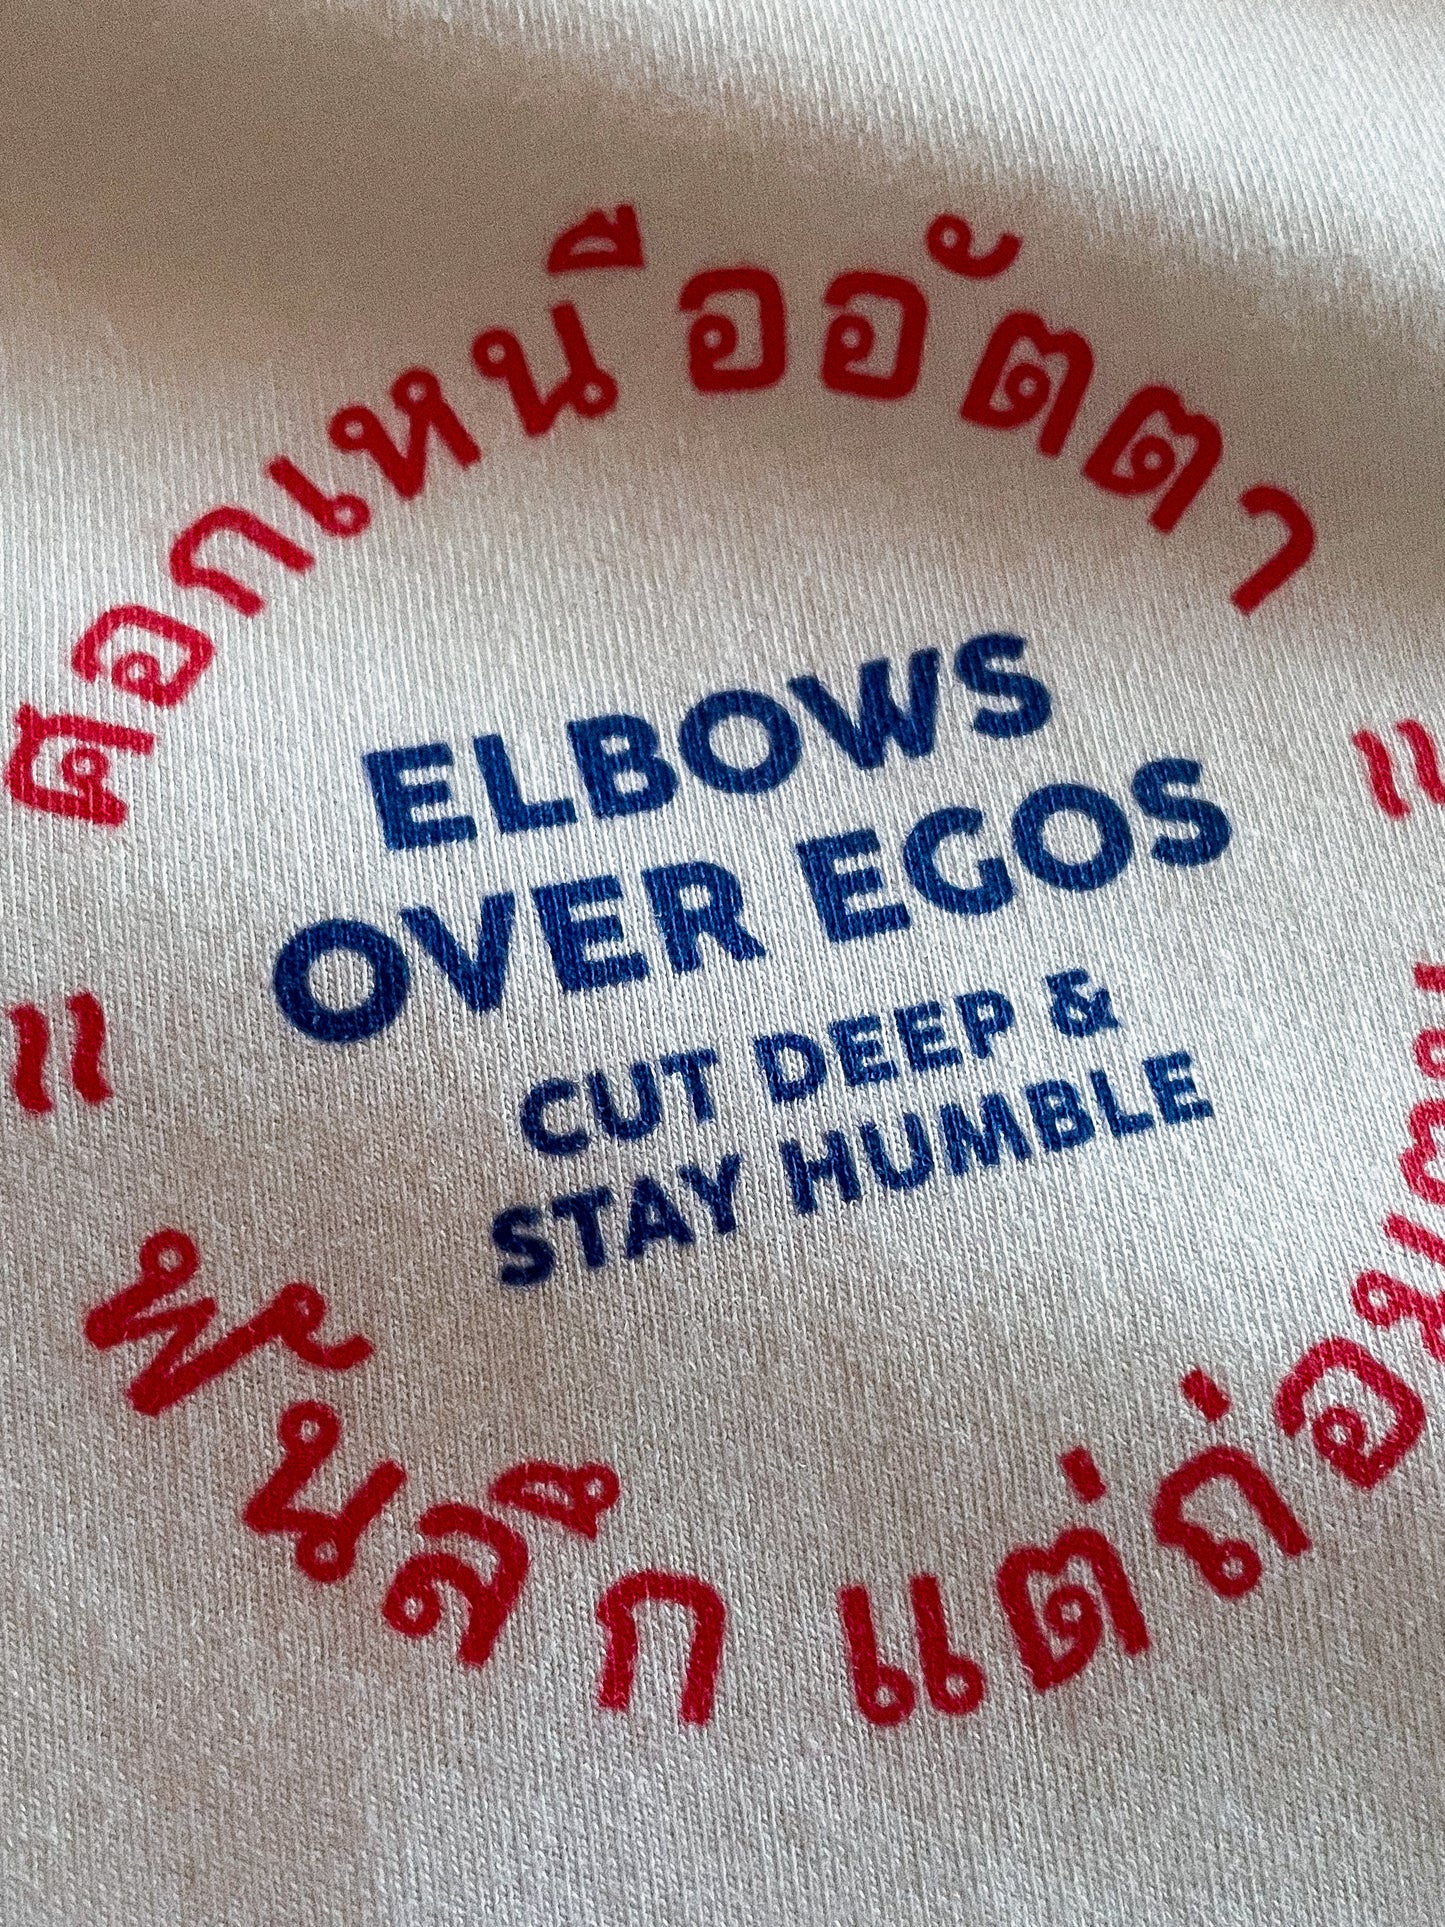 ศอกเหนืออัตตา
"
ELBOWS
OVER EGOS
CUT DEEP &
STAY HUMBLE
"
ฟันลึก แต่